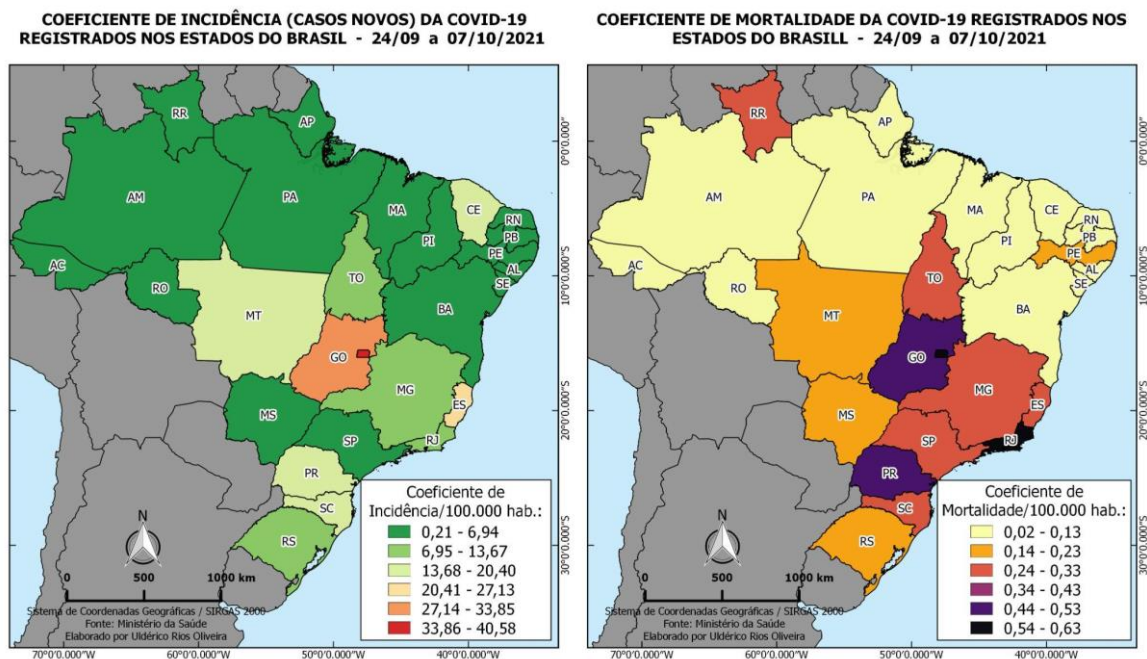 COEFICIENTE DE INCIDÊNCIA (CASOS NOVOS) DA COVID-19
REGISTRADOS NOS ESTADOS DO BRASIL - 24/09 a 07/10/2021
RR
AP
AM
PA
MA
CE
RN
PB
PI
PE
AL
SE
AC
RO
TO
BA
MT
GO
MG
ES
MS
SP
RJ
PR
SC
RS
N
0 500 1000 km
Coeficiente de
Incidência/100.000 hab.:
0,21 - 6,94
6,95 - 13,67
13,68 - 20,40
20,41 - 27,13
27,14 - 33,85
33,86 - 40,58
Sistema de Coordenadas Geográficas / SIRGAS 2000
Fonte: Ministério da Saúde
Elaborado por Uldérico Rios Oliveira
0°0'0.000"
10°0'0.000"S
20°0'0.000"S
30°0'0.000"S
70°0'0.000"W 60°0'0.000"W 50°0'0.000"W 40°0'0.000"W
COEFICIENTE DE MORTALIDADE DA COVID-19 REGISTRADOS NOS
ESTADOS DO BRASILL - 24/09 a 07/10/2021
RR
AP
AM
PA
MA
CE
RN
PB
PI
PE
AL
SE
AC
RO
TO
BA
MT
GO
MG
ES
MS
SP
RJ
PR
SC
RS
N
0 500 1000 km
Coeficiente de
Mortalidade/100.000 hab.:
0,02 - 0,13
0,14 - 0,23
0,24 - 0,33
0,34 - 0,43
0,44 - 0,53
0,54 - 0,63
Sistema de Coordenadas Geográficas / SIRGAS 2000
Fonte: Ministério da Saúde
Elaborado por Uldérico Rios Oliveira
0°0'0.000"
10°0'0.000"S
20°0'0.000"S
30°0'0.000"S
70°0'0.000"W 60°0'0.000"W 50°0'0.000"W 40°0'0.000"W